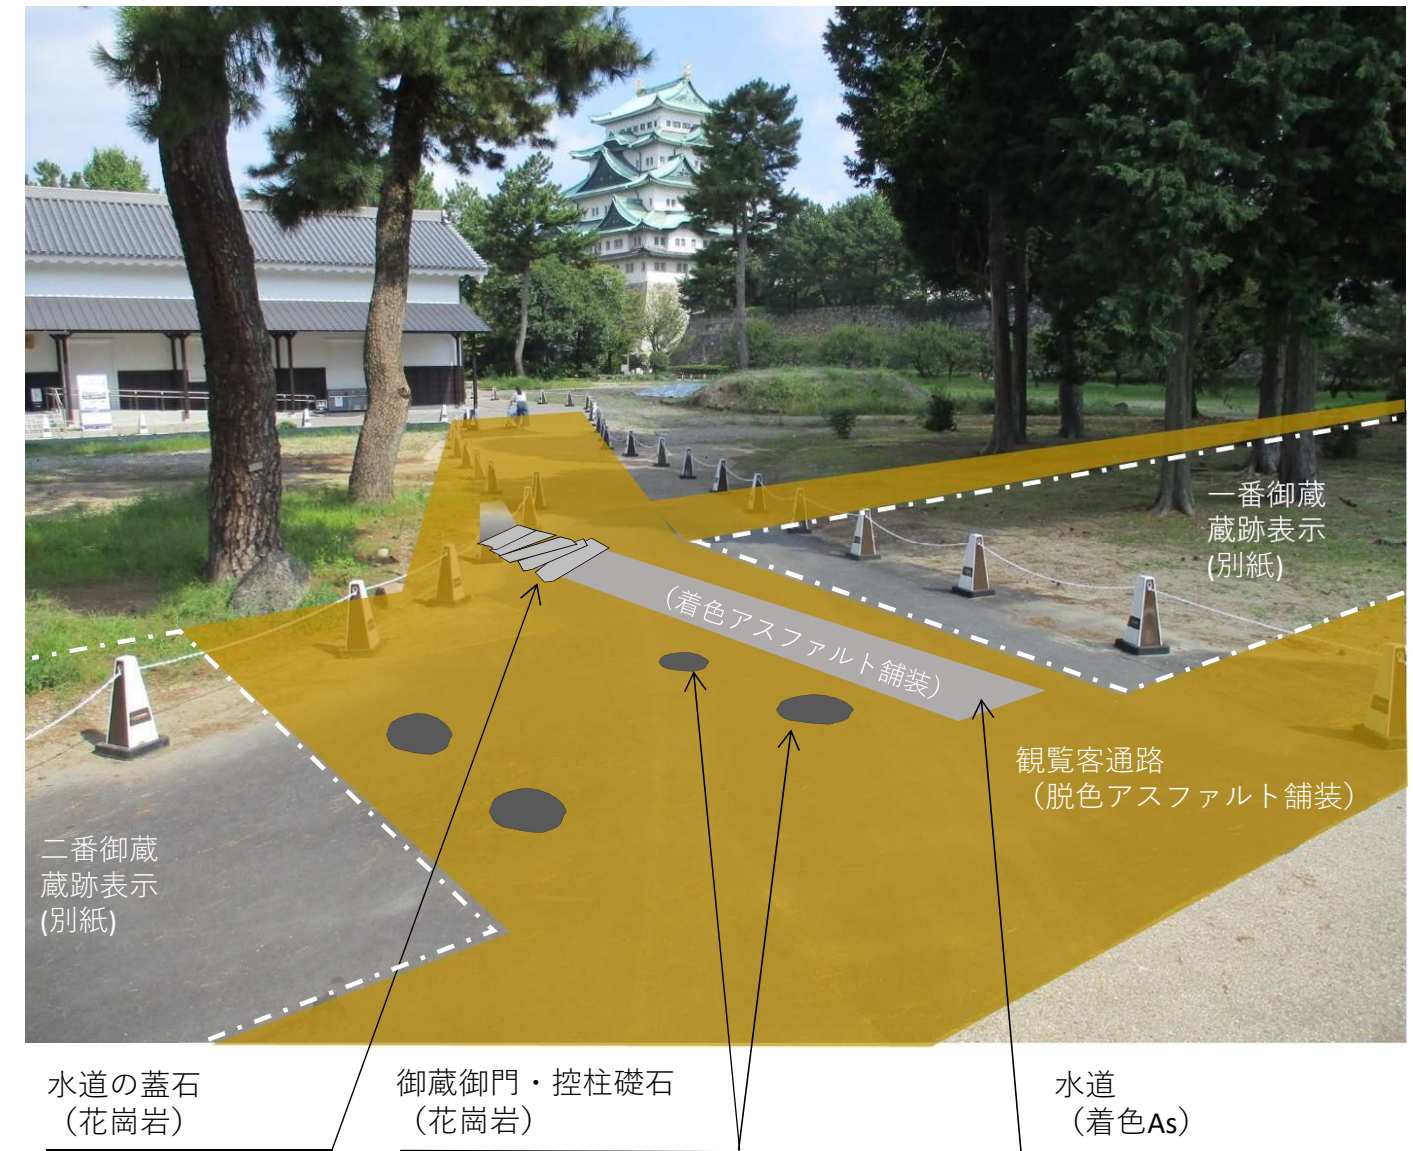 一番御蔵
蔵跡表示
(別紙)
（着色アスファルト舗装）
観覧客通路
（脱色アスファルト舗装）
二番御蔵
蔵跡表示
(別紙)
水道の蓋石
（花崗岩）
御蔵御門・控柱礎石
（花崗岩）
水道
（着色As）